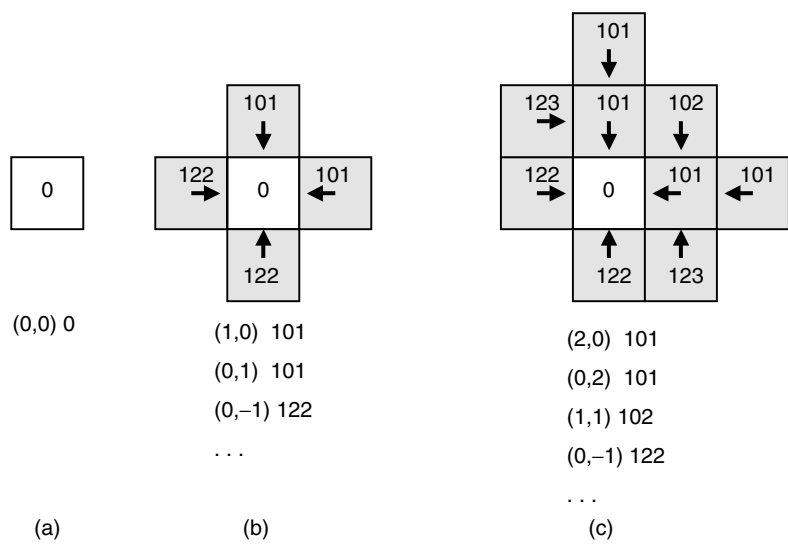 0
(0,0) 0
(a)
101
122 0 101
122
(1,0) 101
(0,1) 101
(0,−1) 122
. . .
(b)
101
123 101 102
122 0 101 101
122 123
(2,0) 101
(0,2) 101
(1,1) 102
(0,−1) 122
. . .
(c)